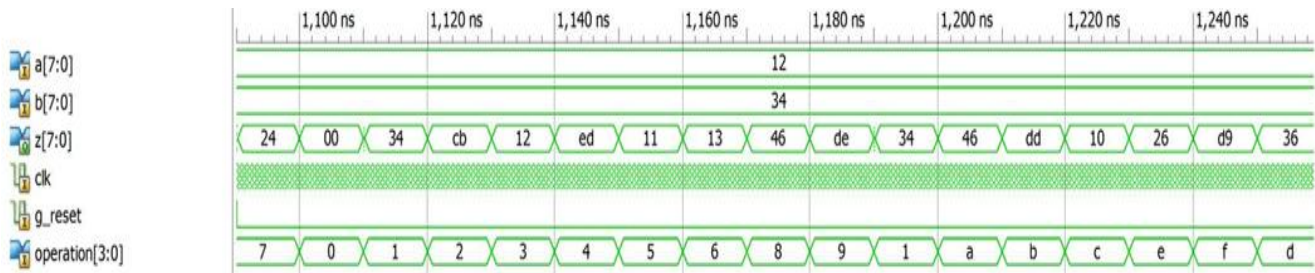 1,100 ns 1,120 ns 1,140 ns 1,160 ns 1,180 ns 1,200 ns 1,220 ns 1,240 ns
a[7:0] 12
b[7:0] 34
z[7:0] 24 00 34 cb 12 ed 11 13 46 de 34 46 dd 10 26 d9 36
clk
g_reset
operation[3:0] 7 0 1 2 3 4 5 6 8 9 1 a b c e f d